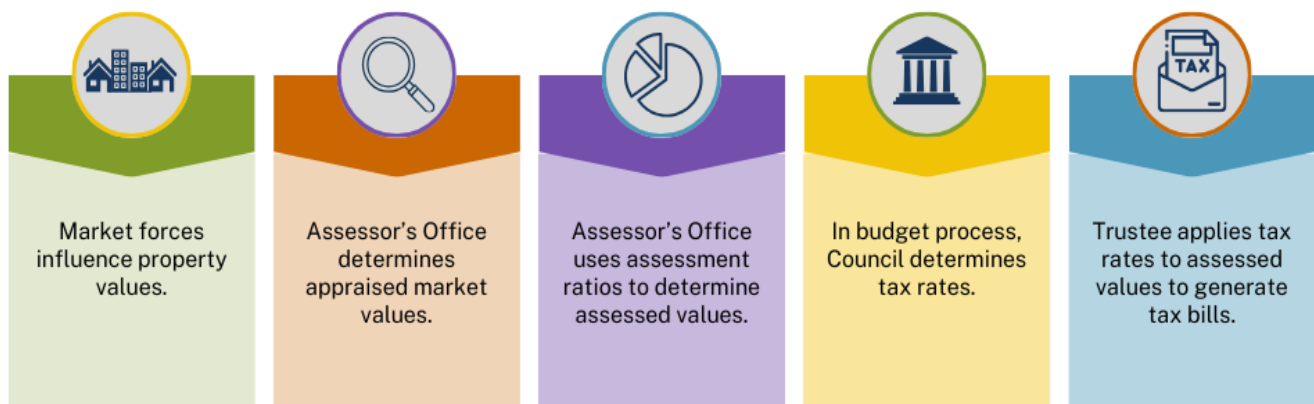 TAX
Market forces
influence property
values.
Assessor's Office
determines
appraised market
values.
Assessor's Office
uses assessment
ratios to determine
assessed values.
In budget process,
Council determines
tax rates.
Trustee applies tax
rates to assessed
values to generate
tax bills.